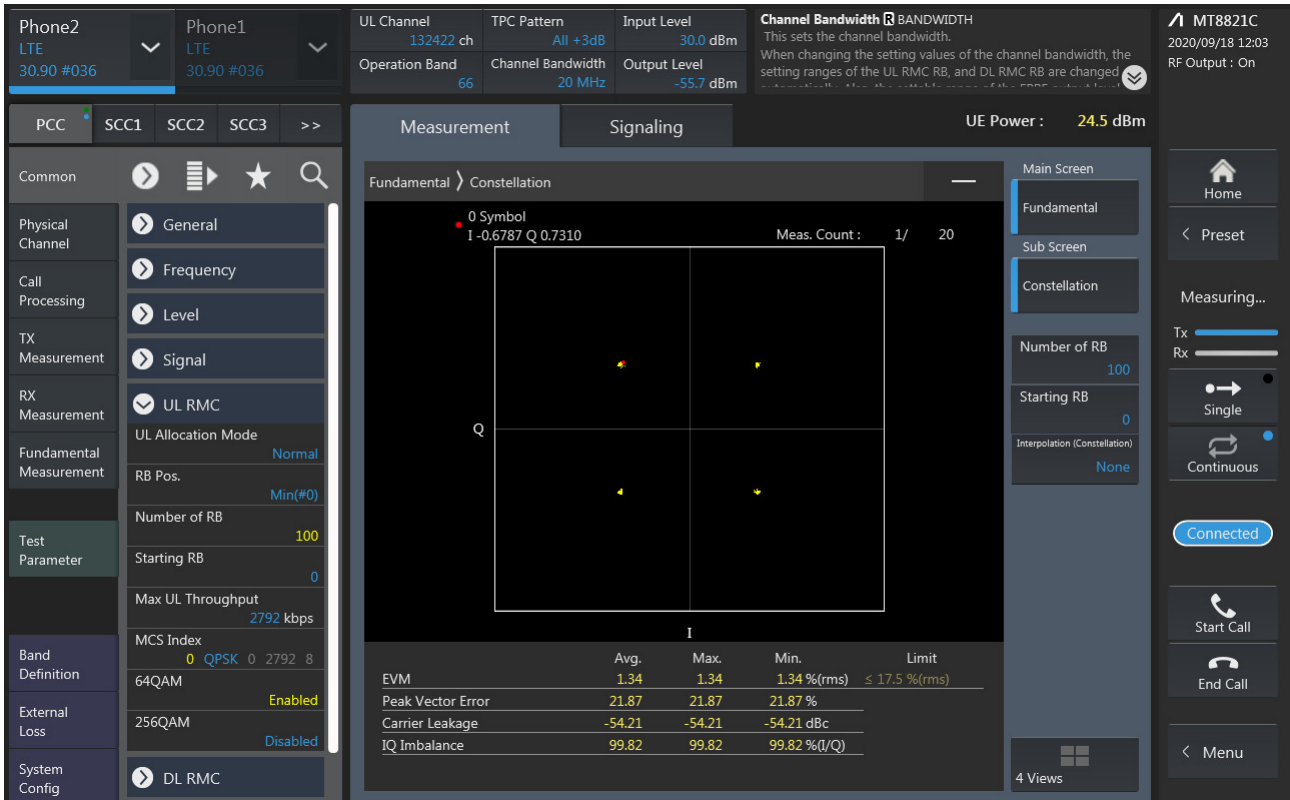 Phone2
LTE
30.90 #036
Phone1
LTE
30.90 #036
UL Channel
132422 ch
TPC Pattern
All +3dB
Input Level
30.0 dBm
Operation Band
66
Channel Bandwidth
20 MHz
Output Level
-55.7 dBm
Channel Bandwidth R BANDWIDTH
This sets the channel bandwidth.
When changing the setting values of the channel bandwidth, the
setting ranges of the UL RMC RB, and DL RMC RB are changed
MT8821C
2020/09/18 12:03
RF Output : On
PCC SCC1 SCC2 SCC3 >>
Measurement
Signaling
UE Power : 24.5 dBm
Common
Physical
Channel
Call
Processing
TX
Measurement
RX
Measurement
Fundamental
Measurement
Test
Parameter
Band
Definition
External
Loss
System
Config
General
Frequency
Level
Signal
UL RMC
UL Allocation Mode
Normal
RB Pos.
Min(#0)
Number of RB
100
Starting RB
0
Max UL Throughput
2792 kbps
MCS Index
0 QPSK 0 2792 8
64QAM
Enabled
256QAM
Disabled
DL RMC
Fundamental 〉 Constellation
0 Symbol
I -0.6787 Q 0.7310
Meas. Count : 1/ 20
Q
I
Avg. Max. Min. Limit
EVM 1.34 1.34 1.34 %(rms) ≤ 17.5 %(rms)
Peak Vector Error 21.87 21.87 21.87 %
Carrier Leakage -54.21 -54.21 -54.21 dBc
IQ Imbalance 99.82 99.82 99.82 %(I/Q)
Main Screen
Fundamental
Sub Screen
Constellation
Number of RB
100
Starting RB
0
Interpolation (Constellation)
None
4 Views
Home
< Preset
Measuring...
Tx
Rx
Single
Continuous
Connected
Start Call
End Call
< Menu